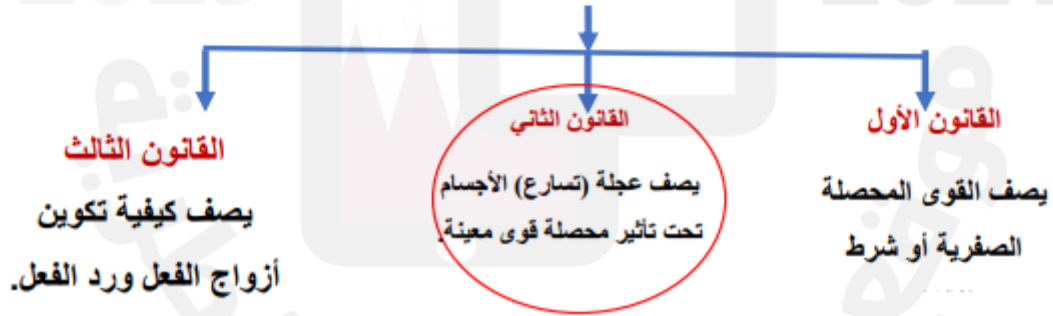 القانون الأول
يصف القوى المحصلة
الصفرية أو شرط
القانون الثاني
يصف عجلة (تسارع) الأجسام
تحت تأثير محصلة قوى معينة.
القانون الثالث
يصف كيفية تكوين
أزواج الفعل ورد الفعل.